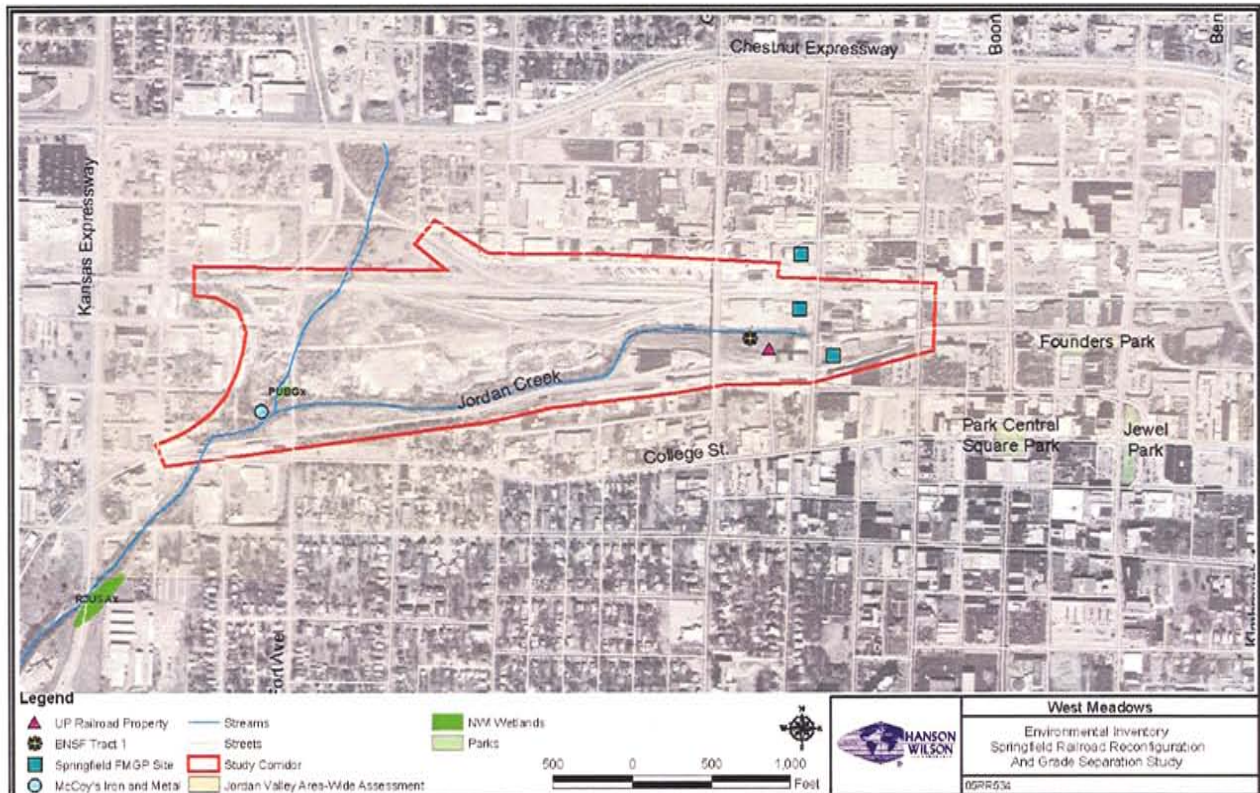 Chestnut Expressway
Boon
Ben
Kansas Expressway
PUBGx
Jordan Creek
College St.
Founders Park
Park Central
Square Park
Jewel
Park
Legend
UP Railroad Property
BNSF Tract 1
Springfield FMGP Site
McCoy's Iron and Metal
Streams
Streets
Study Corridor
Jordan Valley Area-Wide Assessment
NWI Wetlands
Parks
500
0
500
1,000
Feet
HANSON
WILSON
West Meadows
Environmental Inventory
Springfield Railroad Reconfiguration
And Grade Separation Study
05RR534